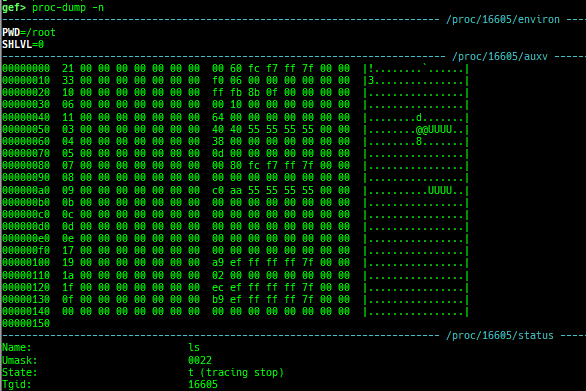 gef> proc-dump -n
/proc/16605/environ
PWD=/root
SHLVL=0
/proc/16605/auxv
00000000 21 00 00 00 00 00 00 00 00 60 fc f7 ff 7f 00 00 |!........`......|
00000010 33 00 00 00 00 00 00 00 f0 06 00 00 00 00 00 00 |3...............|
00000020 10 00 00 00 00 00 00 00 ff fb 8b 0f 00 00 00 00 |................|
00000030 06 00 00 00 00 00 00 00 00 10 00 00 00 00 00 00 |................|
00000040 11 00 00 00 00 00 00 00 64 00 00 00 00 00 00 00 |........d.......|
00000050 03 00 00 00 00 00 00 00 40 40 55 55 55 55 00 00 |........@@UUUU..|
00000060 04 00 00 00 00 00 00 00 38 00 00 00 00 00 00 00 |........8.......|
00000070 05 00 00 00 00 00 00 00 0d 00 00 00 00 00 00 00 |................|
00000080 07 00 00 00 00 00 00 00 00 80 fc f7 ff 7f 00 00 |................|
00000090 08 00 00 00 00 00 00 00 00 00 00 00 00 00 00 00 |................|
000000a0 09 00 00 00 00 00 00 00 c0 aa 55 55 55 55 00 00 |..........UUUU..|
000000b0 0b 00 00 00 00 00 00 00 00 00 00 00 00 00 00 00 |................|
000000c0 0c 00 00 00 00 00 00 00 00 00 00 00 00 00 00 00 |................|
000000d0 0d 00 00 00 00 00 00 00 00 00 00 00 00 00 00 00 |................|
000000e0 0e 00 00 00 00 00 00 00 00 00 00 00 00 00 00 00 |................|
000000f0 17 00 00 00 00 00 00 00 00 00 00 00 00 00 00 00 |................|
00000100 19 00 00 00 00 00 00 00 a9 ef ff ff ff 7f 00 00 |................|
00000110 1a 00 00 00 00 00 00 00 02 00 00 00 00 00 00 00 |................|
00000120 1f 00 00 00 00 00 00 00 ec ef ff ff ff 7f 00 00 |................|
00000130 0f 00 00 00 00 00 00 00 b9 ef ff ff ff 7f 00 00 |................|
00000140 00 00 00 00 00 00 00 00 00 00 00 00 00 00 00 00 |................|
00000150
/proc/16605/status
Name: ls
Umask: 0022
State: t (tracing stop)
Tgid: 16605